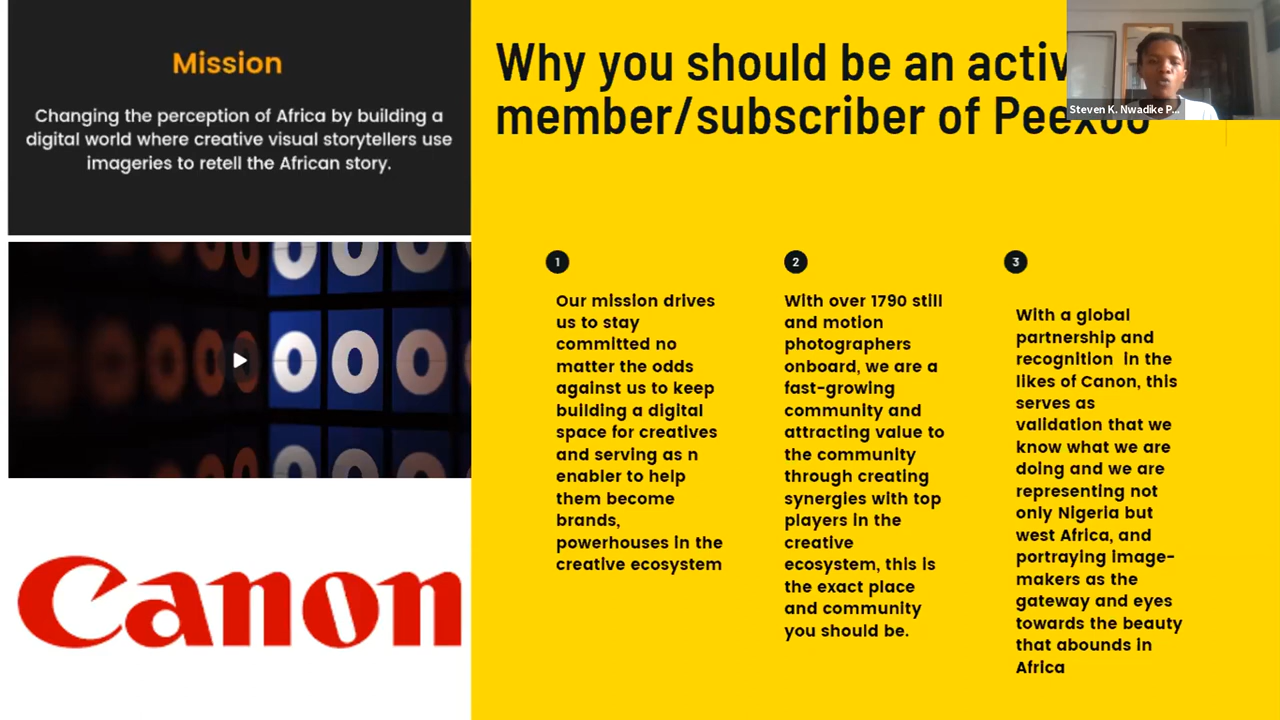 Mission
Changing the perception of Africa by building a
digital world where creative visual storytellers use
imageries to retell the African story.
Canon
Why you should be an activ
member/subscriber of
Steven K. Nwadike P...
1
Our mission drives
us to stay
committed no
matter the odds
against us to keep
building a digital
space for creatives
and serving as n
enabler to help
them become
brands,
powerhouses in the
creative ecosystem
2
With over 1790 still
and motion
photographers
onboard, we are a
fast-growing
community and
attracting value to
the community
through creating
synergies with top
players in the
creative
ecosystem, this is
the exact place
and community
you should be.
3
With a global
partnership and
recognition in the
likes of Canon, this
serves as
validation that we
know what we are
doing and we are
representing not
only Nigeria but
west Africa, and
portraying image-
makers as the
gateway and eyes
towards the beauty
that abounds in
Africa